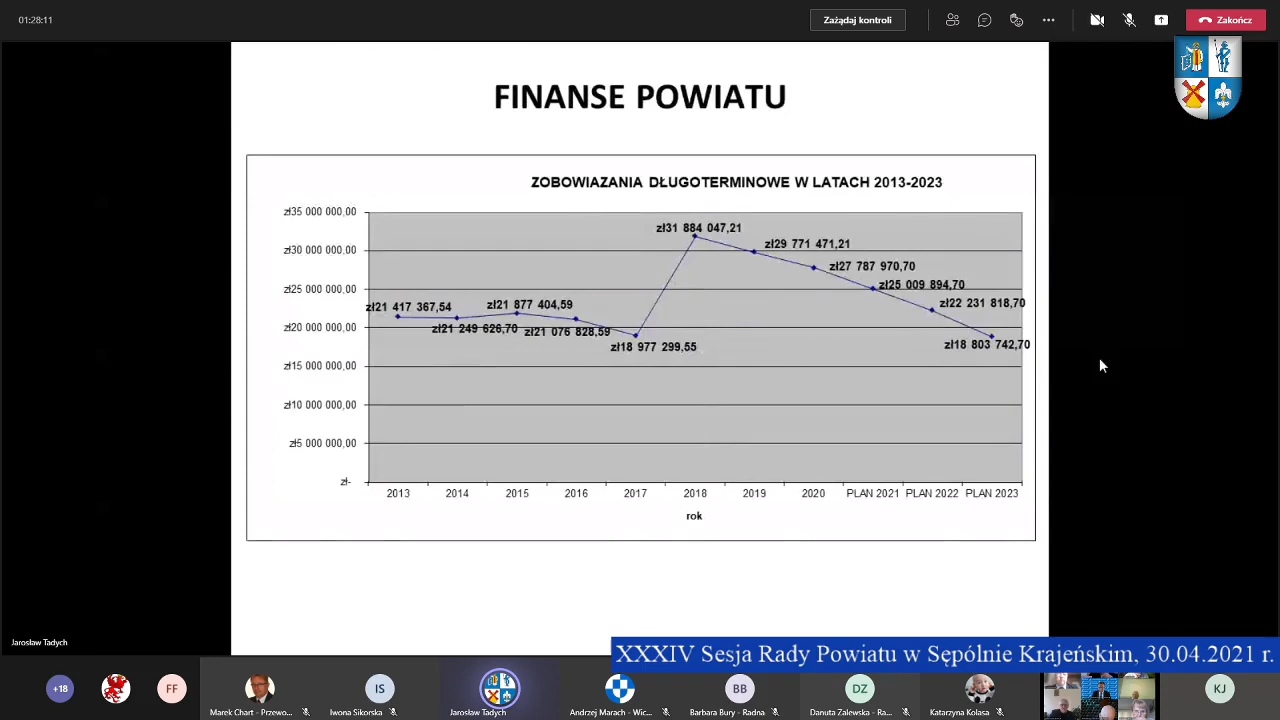 01:28:11
Zażądaj kontroli
Zakończ
FINANSE POWIATU
ZOBOWIAZANIA DŁUGOTERMINOWE W LATACH 2013-2023
zł35 000 000,00
zł30 000 000,00
zł25 000 000,00
zł20 000 000,00
zł15 000 000,00
zł10 000 000,00
zł5 000 000,00
zł-
zł21 417 367,54
zł21 249 626,70
zł21 877 404,59
zł21 076 828,59
zł18 977 299,55
zł31 884 047,21
zł29 771 471,21
zł27 787 970,70
zł25 009 894,70
zł22 231 818,70
zł18 803 742,70
2013 2014 2015 2016 2017 2018 2019 2020 PLAN 2021 PLAN 2022 PLAN 2023
rok
Jarosław Tadych
XXXIV Sesja Rady Powiatu w Sępólnie Krajeńskim, 30.04.2021 r.
+18 FF IS BB DZ KJ
Marek Chart - Przewo... Iwona Sikorska Jarosław Tadych Andrzej Marach - Wic... Barbara Bury - Radna Danuta Zalewska - Ra... Katarzyna Kolasa